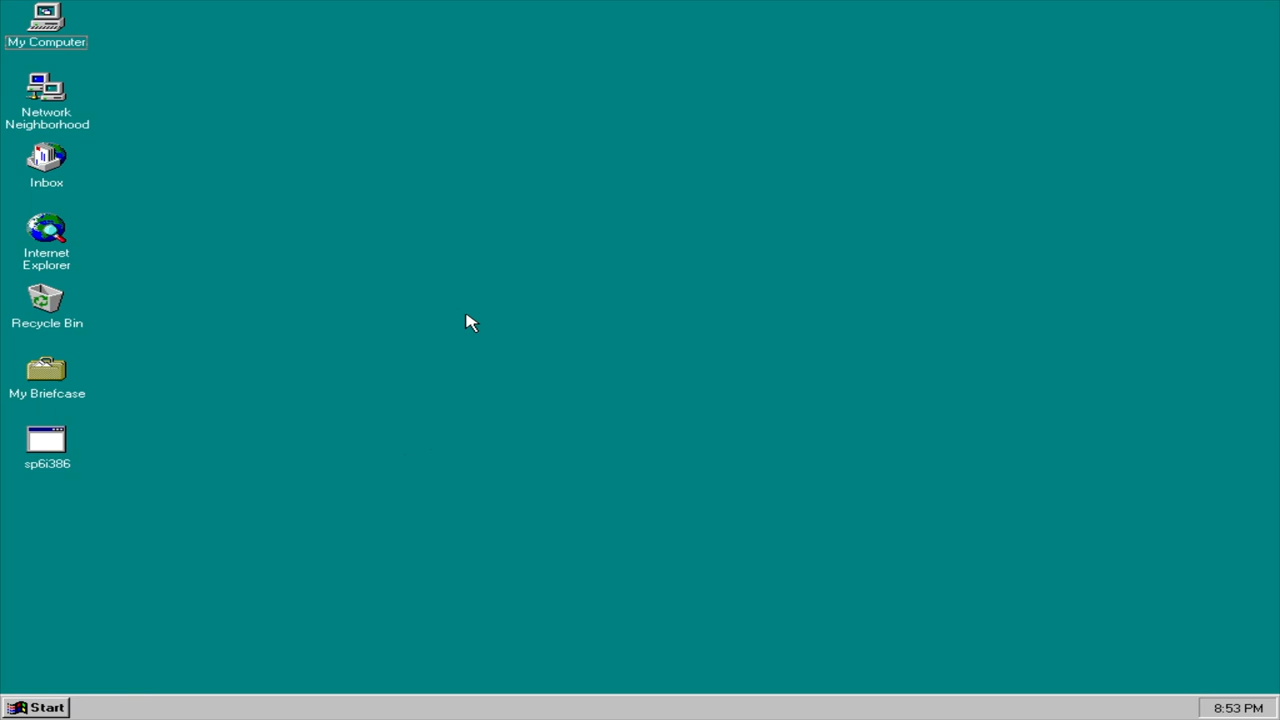 My Computer
Network
Neighborhood
Inbox
Internet
Explorer
Recycle Bin
My Briefcase
sp6i386
Start
8:53 PM